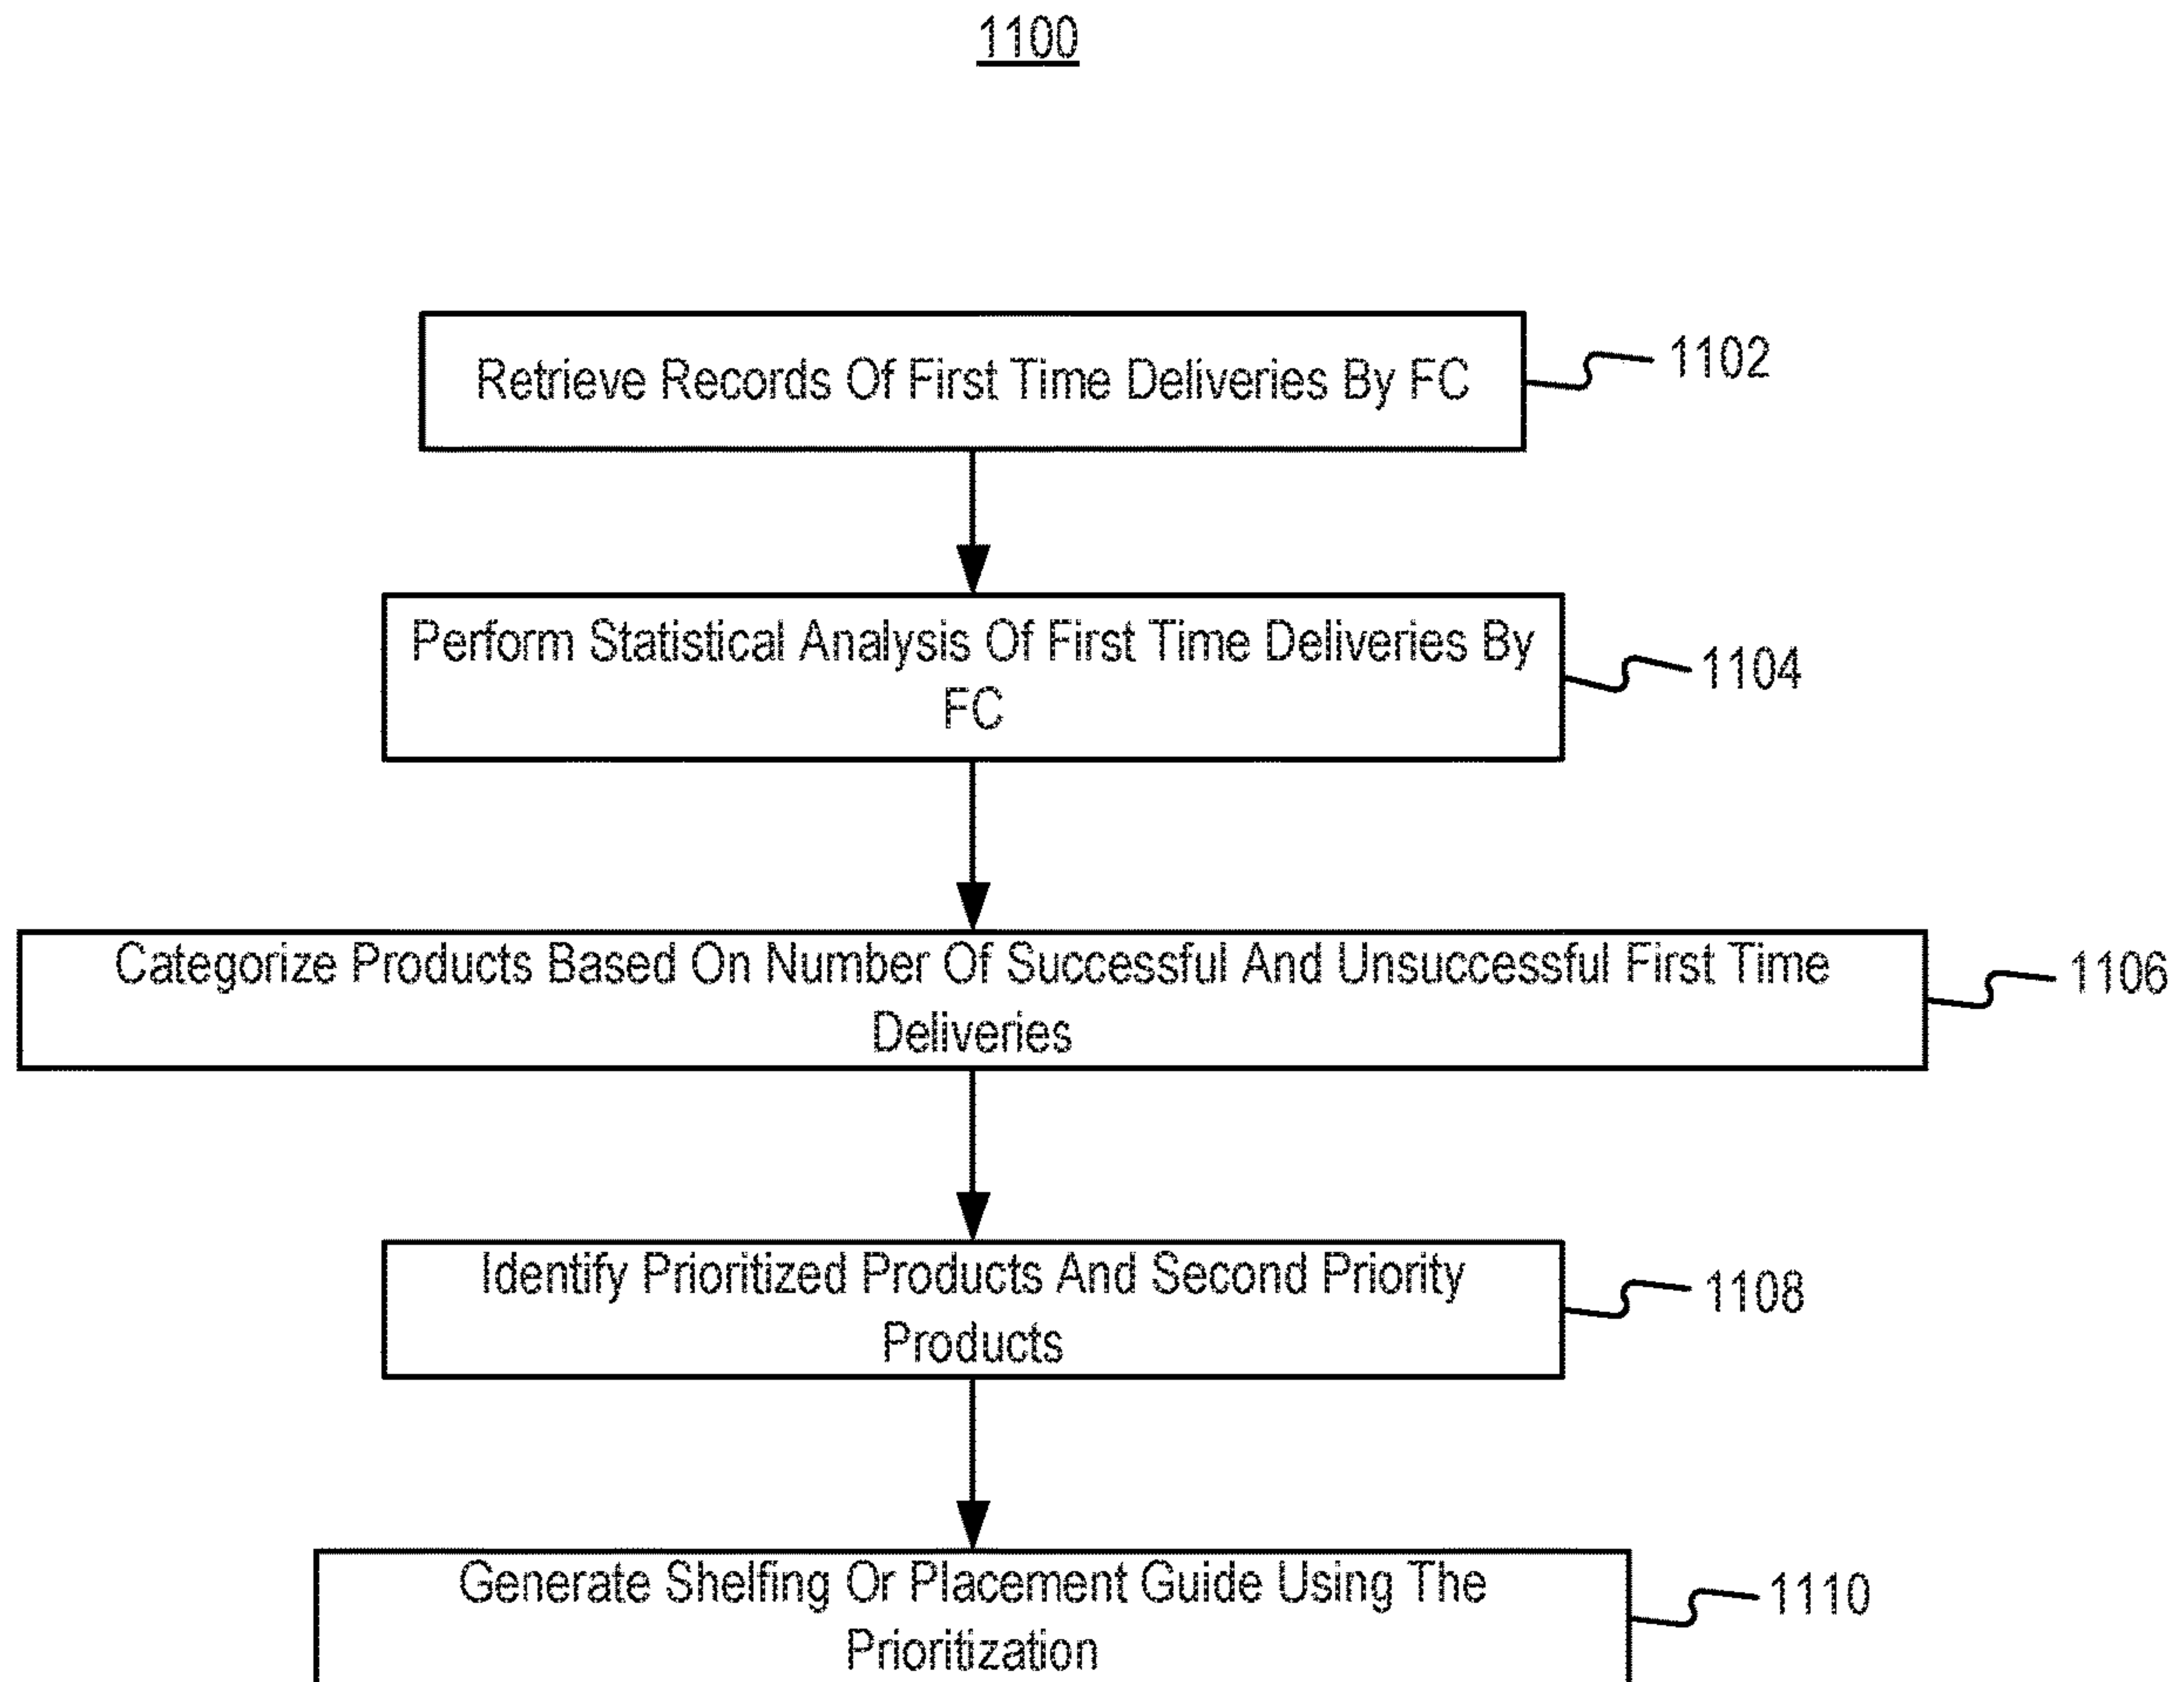 1100
Retrieve Records Of First Time Deliveries By FC
1102
Perform Statistical Analysis Of First Time Deliveries By
FC
1104
Categorize Products Based On Number Of Successful And Unsuccessful First Time
Deliveries
1106
Identify Prioritized Products And Second Priority
Products
1108
Generate Shelfing Or Placement Guide Using The
Prioritization
1110